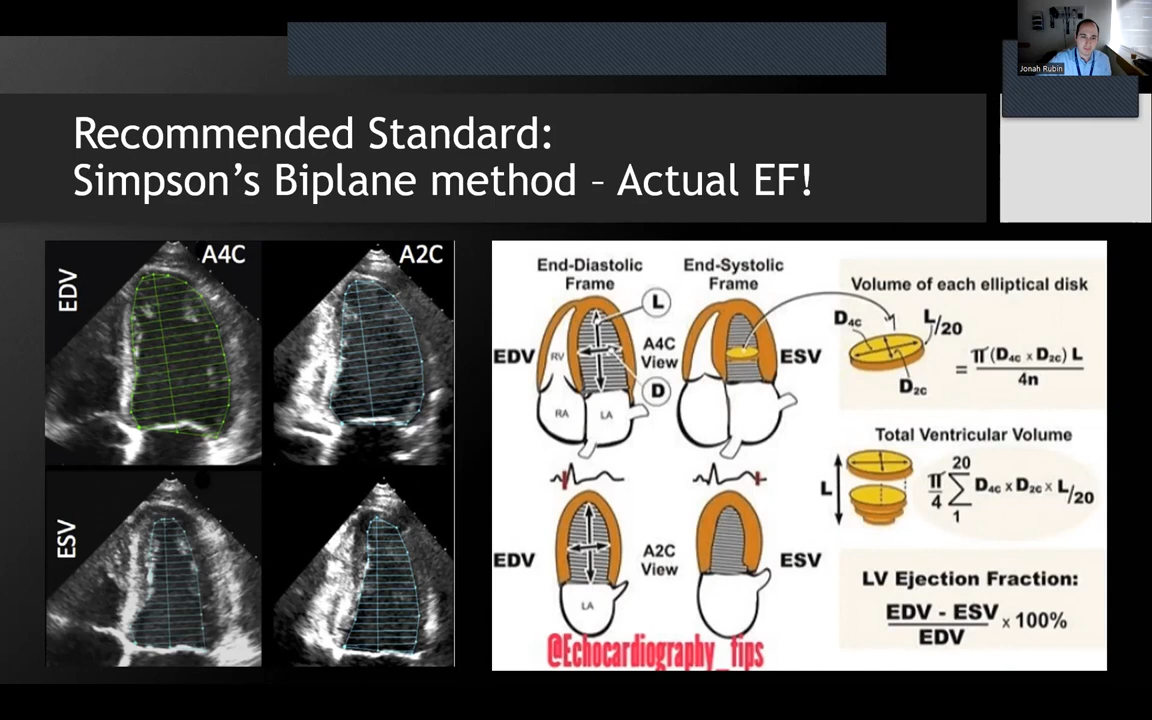 Jonah Rubin
Recommended Standard:
Simpson’s Biplane method – Actual EF!
A4C
A2C
EDV
ESV
End-Diastolic
Frame
End-Systolic
Frame
L
EDV
RV
A4C
View
D
ESV
RA
LA
EDV
A2C
View
ESV
LA
@Echocardiography_tips
Volume of each elliptical disk
D4C
L/20
D2C
= π (D4C x D2C) L
4n
Total Ventricular Volume
L
π/4 20∑1 D4C x D2C x L/20
LV Ejection Fraction:
EDV - ESV x 100%
EDV